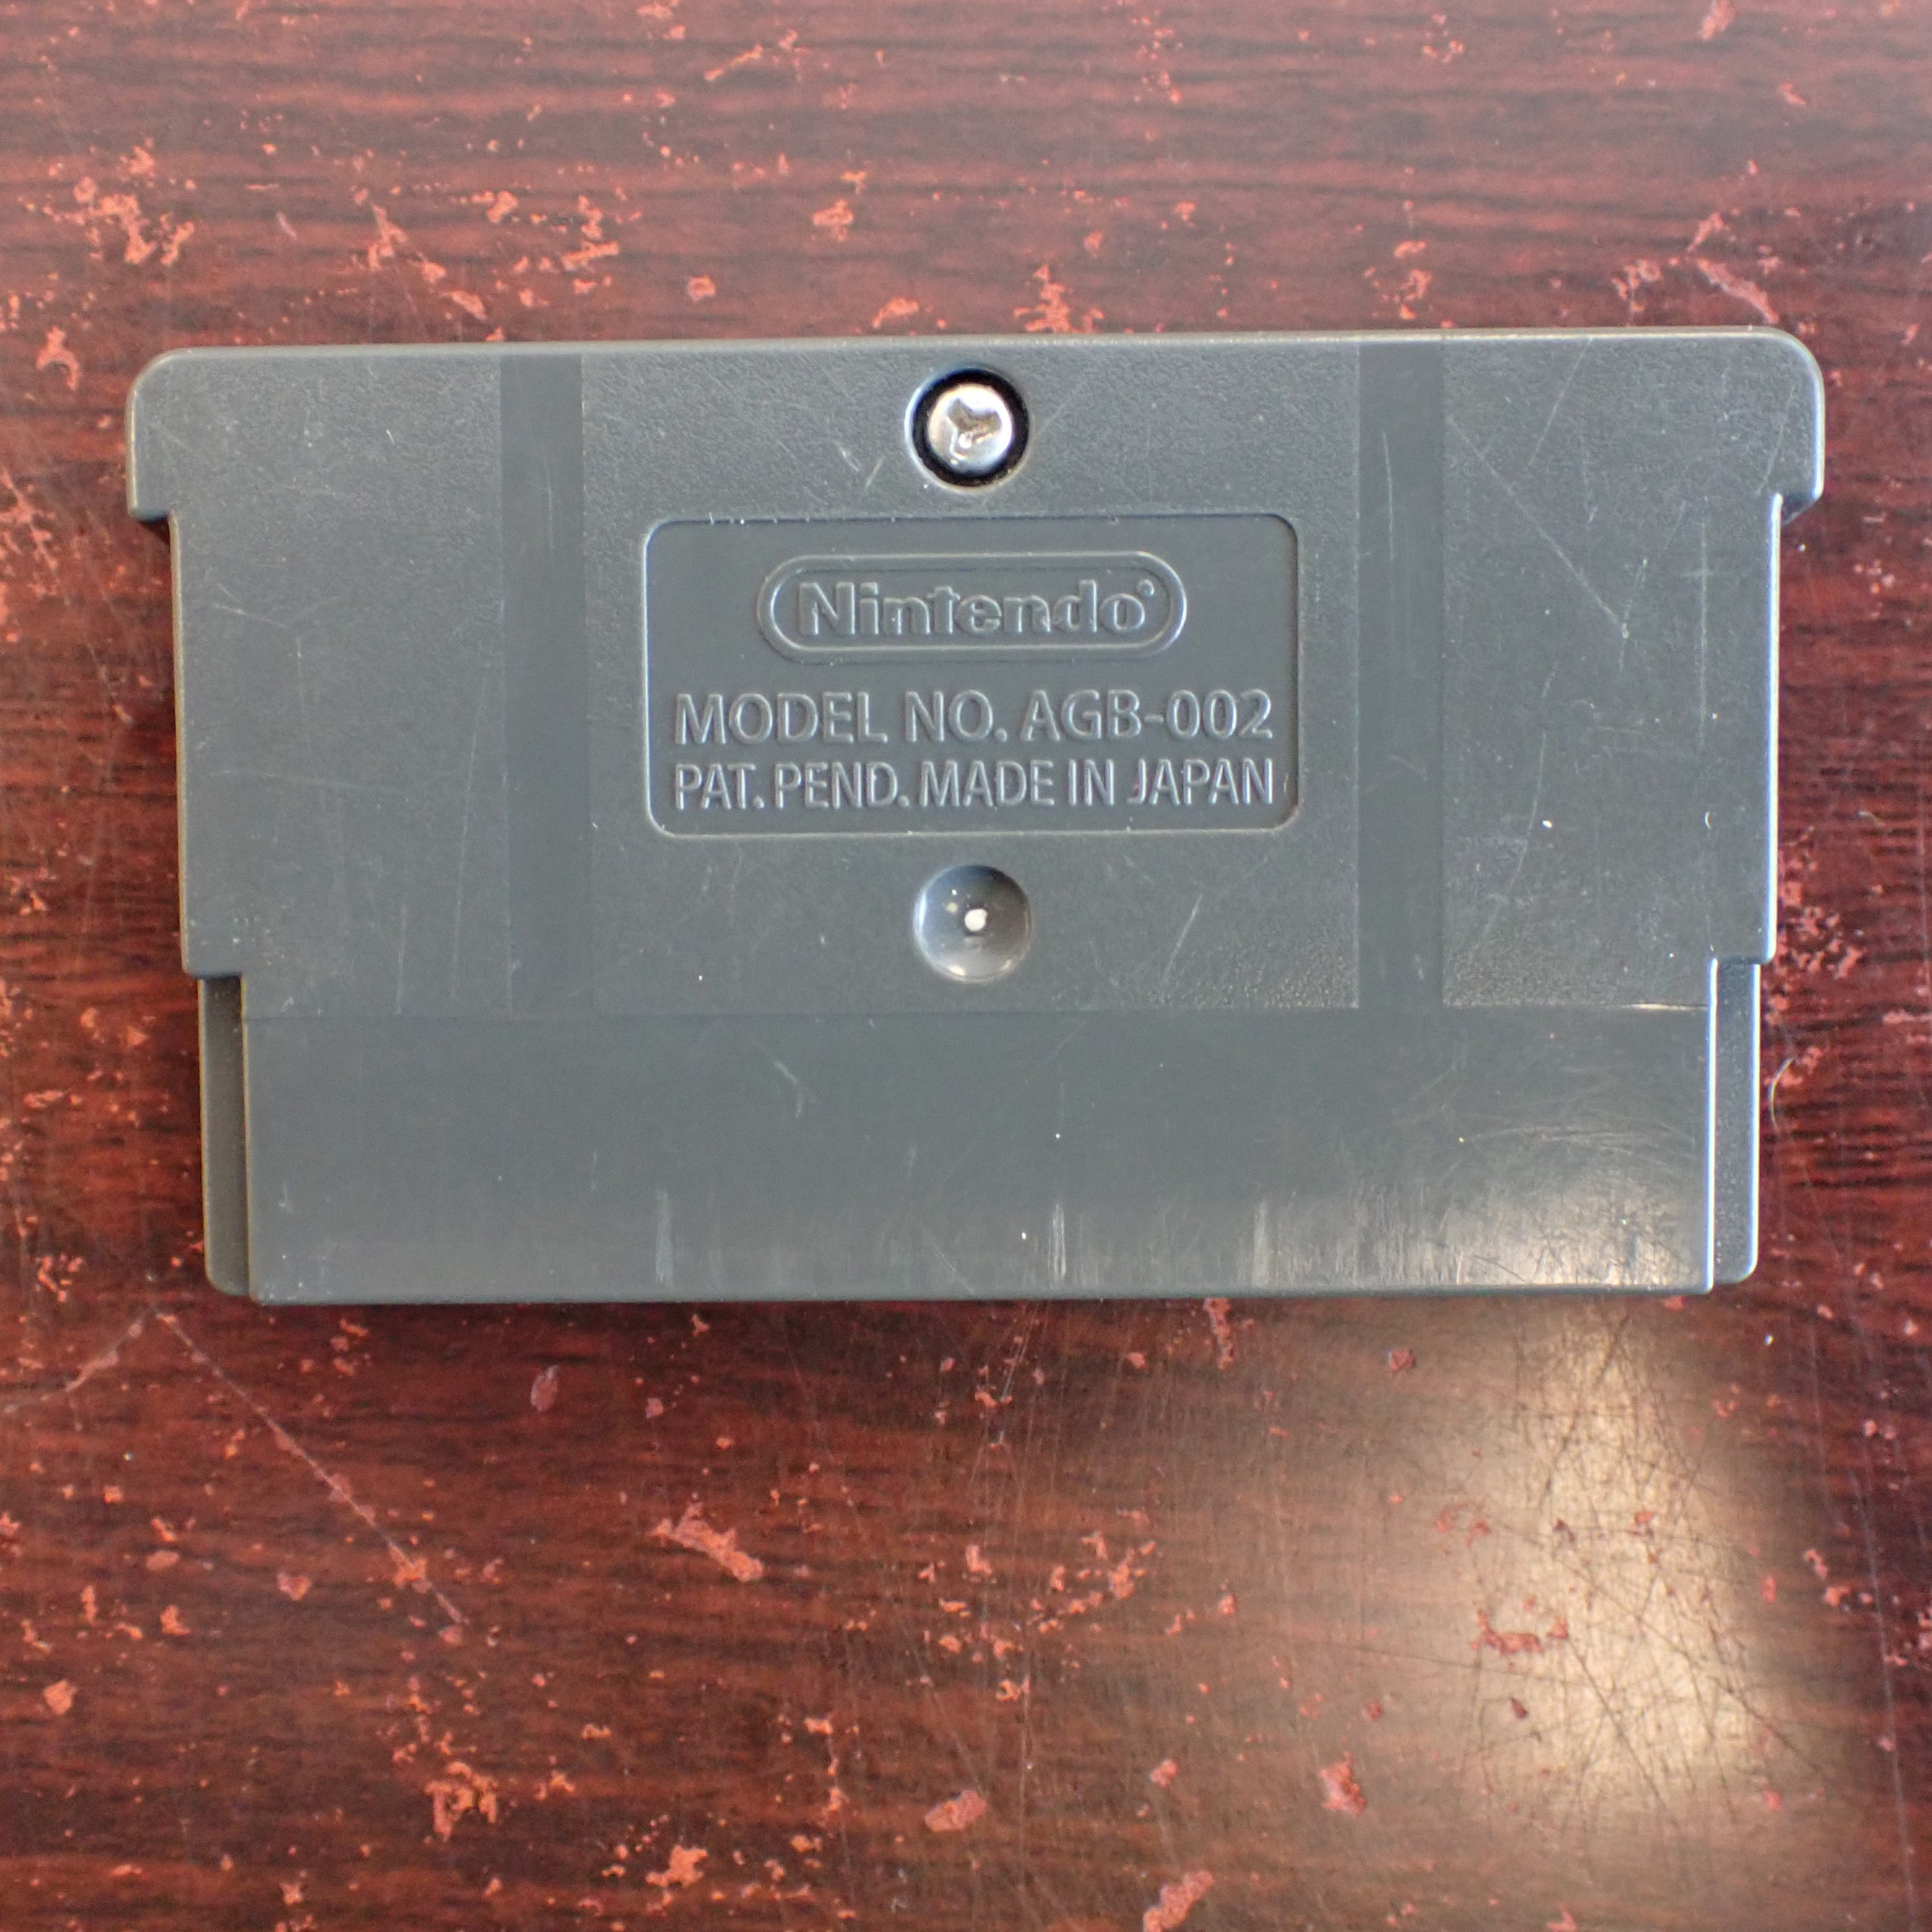 Nintendo®
MODEL NO. AGB-002
PAT. PEND. MADE IN JAPAN